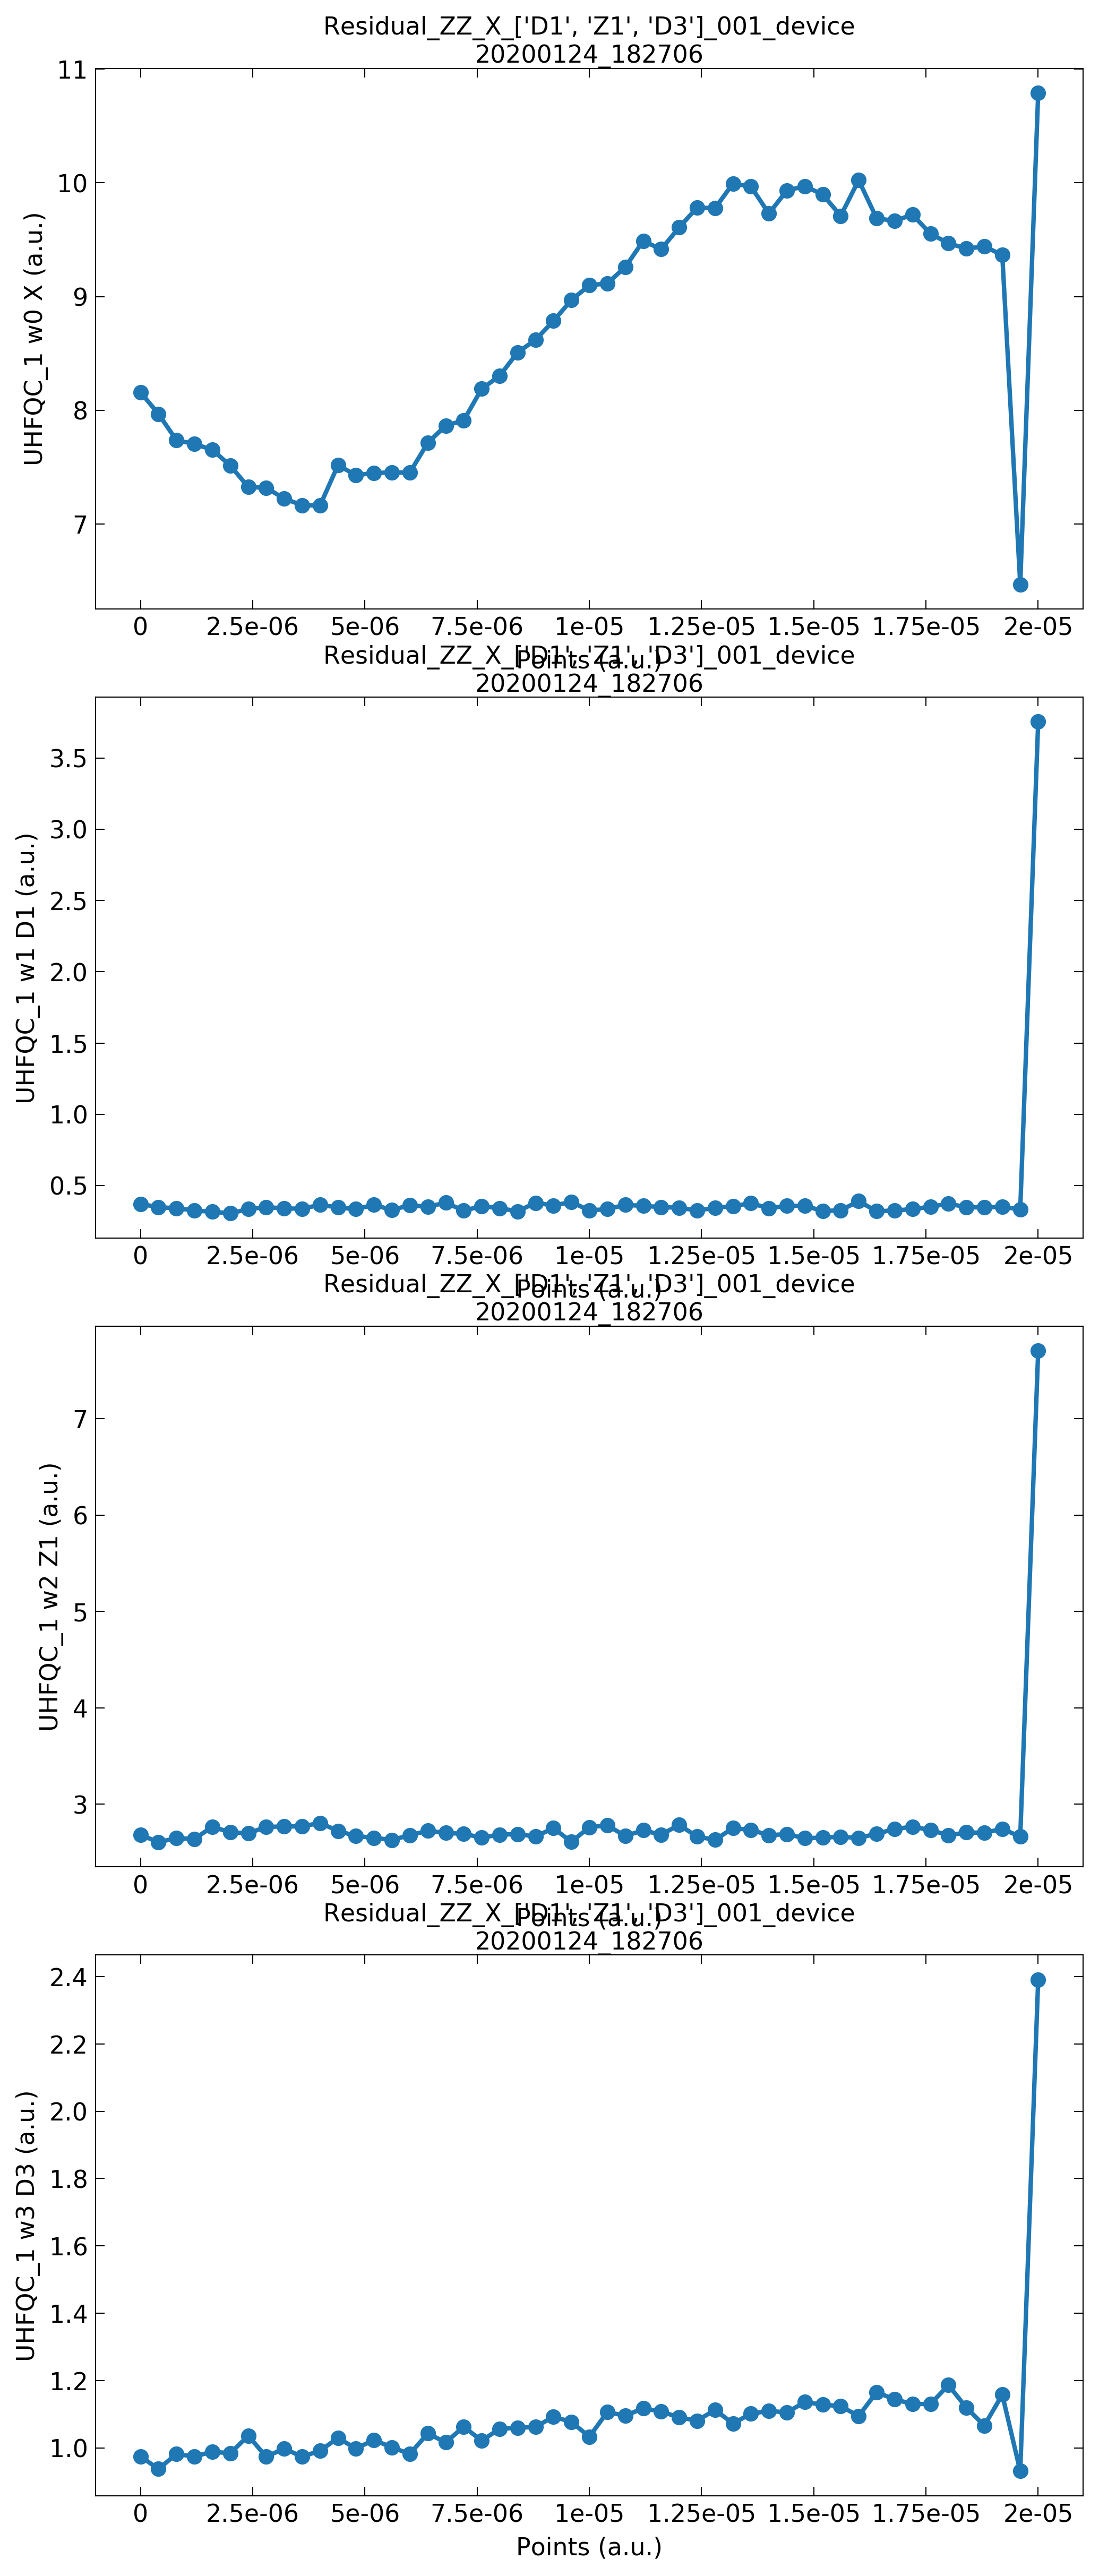 Residual_ZZ_X_['D1', 'Z1', 'D3']_001_device
20200124_182706
11
10
9
8
7
UHFQC_1 w0 X (a.u.)
0 2.5e-06 5e-06 7.5e-06 1e-05 1.25e-05 1.5e-05 1.75e-05 2e-05
Points (a.u.)
Residual_ZZ_X_['D1', 'Z1', 'D3']_001_device
20200124_182706
3.5
3.0
2.5
2.0
1.5
1.0
0.5
UHFQC_1 w1 D1 (a.u.)
0 2.5e-06 5e-06 7.5e-06 1e-05 1.25e-05 1.5e-05 1.75e-05 2e-05
Points (a.u.)
Residual_ZZ_X_['D1', 'Z1', 'D3']_001_device
20200124_182706
7
6
5
4
3
UHFQC_1 w2 Z1 (a.u.)
0 2.5e-06 5e-06 7.5e-06 1e-05 1.25e-05 1.5e-05 1.75e-05 2e-05
Points (a.u.)
Residual_ZZ_X_['D1', 'Z1', 'D3']_001_device
20200124_182706
2.4
2.2
2.0
1.8
1.6
1.4
1.2
1.0
UHFQC_1 w3 D3 (a.u.)
0 2.5e-06 5e-06 7.5e-06 1e-05 1.25e-05 1.5e-05 1.75e-05 2e-05
Points (a.u.)